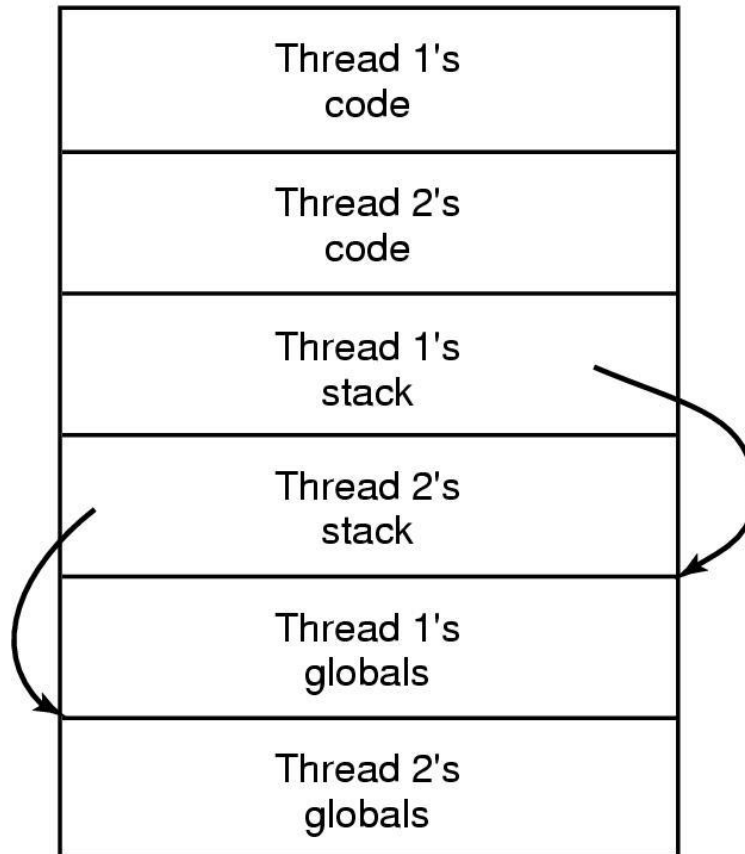 Thread 1's
code
Thread 2's
code
Thread 1's
stack
Thread 2's
stack
Thread 1's
globals
Thread 2's
globals